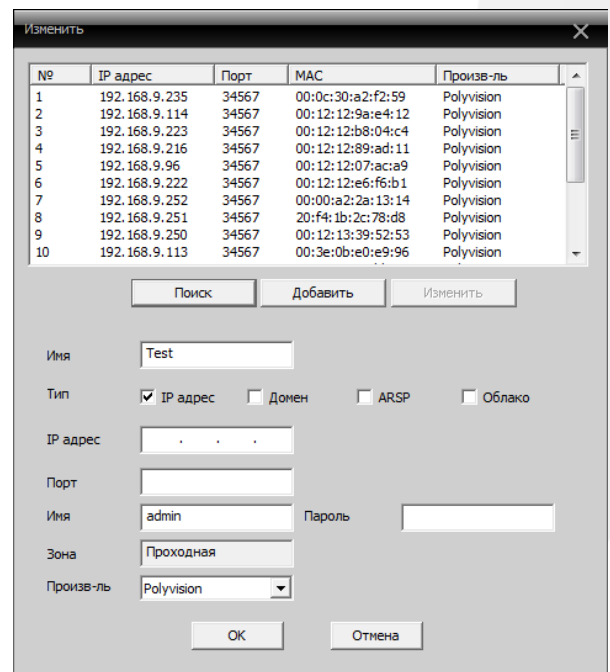 Изменить
№ IP адрес Порт MAC Произв-ль
1 192.168.9.235 34567 00:0c:30:a2:f2:59 Polyvision
2 192.168.9.114 34567 00:12:12:9a:e4:12 Polyvision
3 192.168.9.223 34567 00:12:12:b8:04:c4 Polyvision
4 192.168.9.216 34567 00:12:12:89:ad:11 Polyvision
5 192.168.9.96 34567 00:12:12:07:ac:a9 Polyvision
6 192.168.9.222 34567 00:12:12:e6:f6:b1 Polyvision
7 192.168.9.252 34567 00:00:a2:2a:13:14 Polyvision
8 192.168.9.251 34567 20:f4:1b:2c:78:d8 Polyvision
9 192.168.9.250 34567 00:12:13:39:52:53 Polyvision
10 192.168.9.113 34567 00:3e:0b:e0:e9:96 Polyvision
Поиск Добавить Изменить
Имя Test
Тип IP адрес Домен ARSP Облако
IP адрес . . .
Порт
Имя admin Пароль
Зона Проходная
Произв-ль Polyvision
OK Отмена